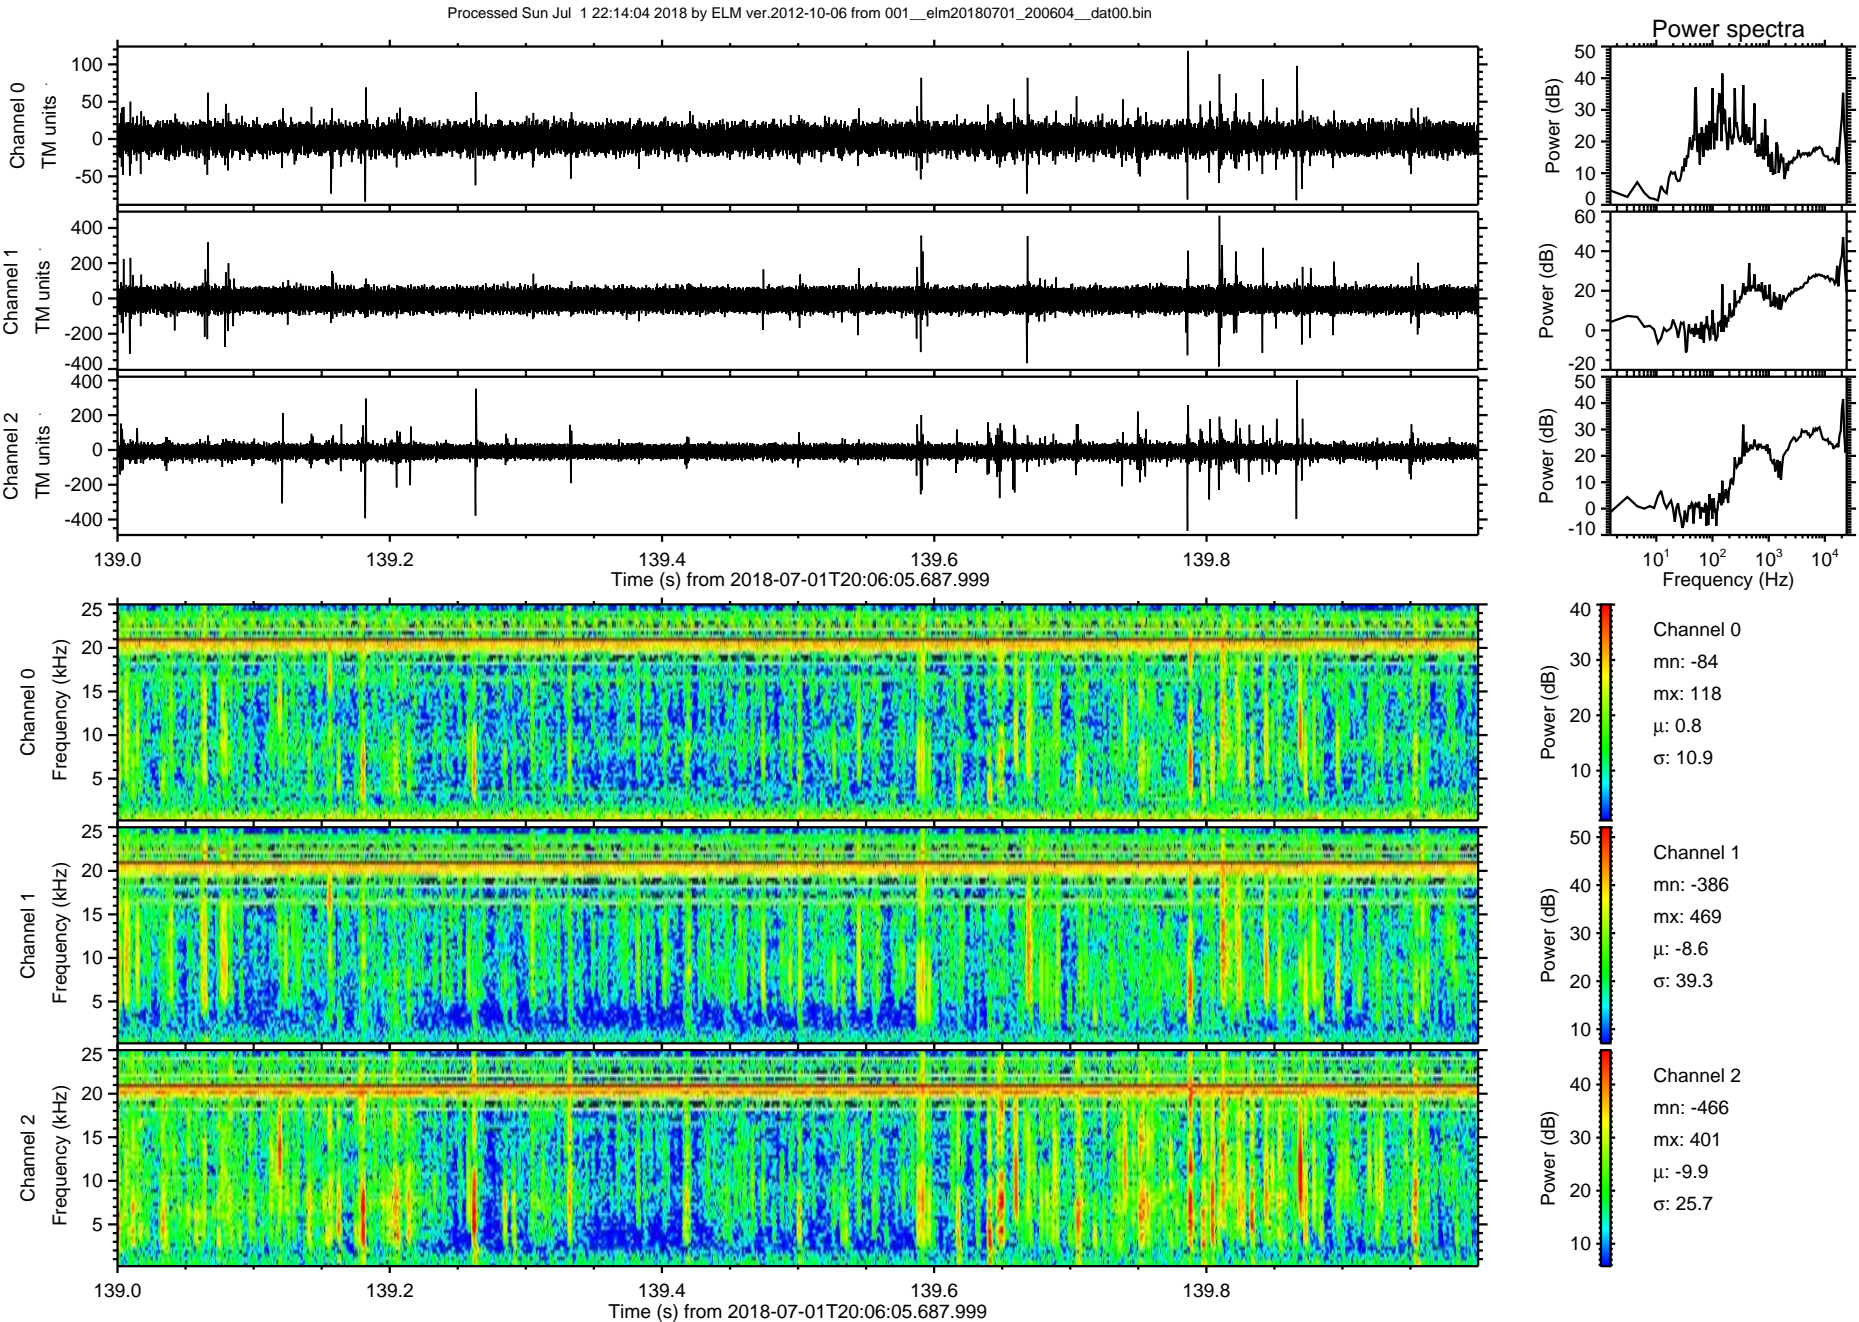 Processed Sun Jul  1 22:14:04 2018 by ELM ver.2012-10-06 from 001__elm20180701_200604__dat00.bin
Power spectra
Channel 0
TM units
100
50
0
-50
Power (dB)
50
40
30
20
10
0
Channel 1
TM units
400
200
0
-200
-400
Power (dB)
60
40
20
0
-20
Channel 2
TM units
400
200
0
-200
-400
Power (dB)
50
40
30
20
10
0
-10
139.0 139.2 139.4 139.6 139.8
Time (s) from 2018-07-01T20:06:05.687.999
10¹ 10² 10³ 10⁴
Frequency (Hz)
Channel 0
Frequency (kHz)
25
20
15
10
5
Power (dB)
40
30
20
10
Channel 0
mn: -84
mx: 118
μ: 0.8
σ: 10.9
Channel 1
Frequency (kHz)
25
20
15
10
5
Power (dB)
50
40
30
20
10
Channel 1
mn: -386
mx: 469
μ: -8.6
σ: 39.3
Channel 2
Frequency (kHz)
25
20
15
10
5
Power (dB)
40
30
20
10
Channel 2
mn: -466
mx: 401
μ: -9.9
σ: 25.7
139.0 139.2 139.4 139.6 139.8
Time (s) from 2018-07-01T20:06:05.687.999